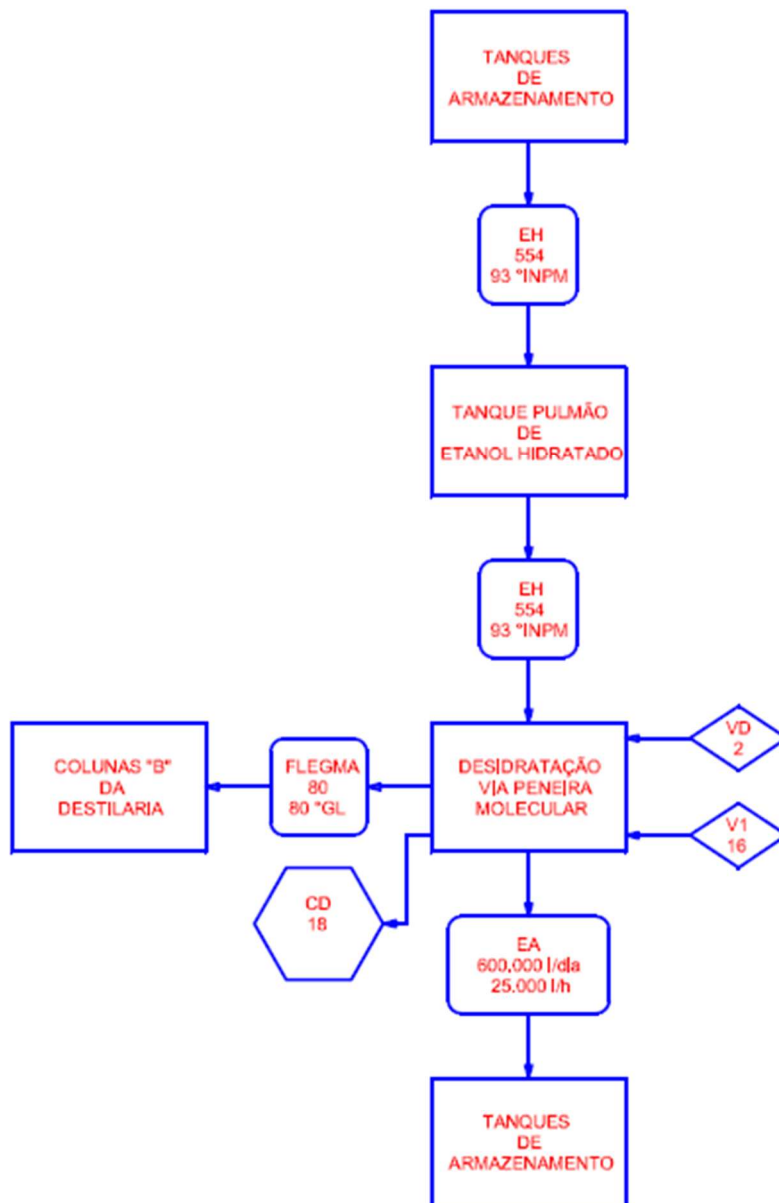 TANQUES
DE
ARMAZENAMENTO
EH
554
93 °INPM
TANQUE PULMÃO
DE
ETANOL HIDRATADO
EH
554
93 °INPM
COLUNAS "B"
DA
DESTILARIA
FLEGMA
80
80 °GL
DESIDRATAÇÃO
VIA PENEIRA
MOLECULAR
VD
2
V1
16
CD
18
EA
600.000 l/dia
25.000 l/h
TANQUES
DE
ARMAZENAMENTO